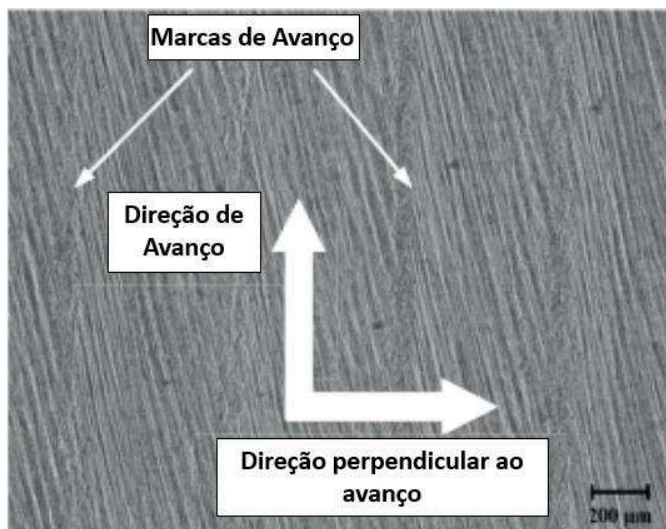 Marcas de Avanço
Direção de
Avanço
Direção perpendicular ao
avanço
200 µm